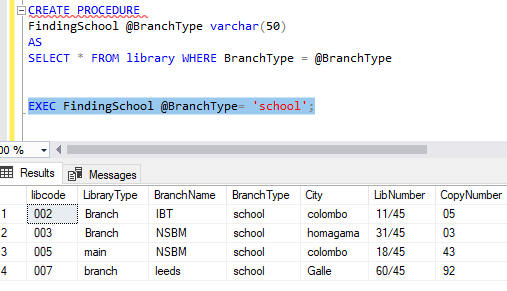 CREATE PROCEDURE
FindingSchool @BranchType varchar(50)
AS
SELECT * FROM library WHERE BranchType = @BranchType
EXEC FindingSchool @BranchType= 'school';
00 %
Results Messages
libcode LibraryType BranchName BranchType City LibNumber CopyNumber
1 002 Branch IBT school colombo 11/45 05
2 003 Branch NSBM school homagama 31/45 03
3 005 main NSBM school colombo 18/45 43
4 007 branch leeds school Galle 60/45 92